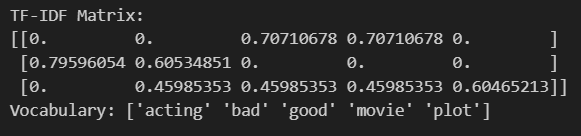 TF-IDF Matrix:
[[0. 0. 0.70710678 0.70710678 0. ]
[0.79596054 0.60534851 0. 0. 0. ]
[0. 0.45985353 0.45985353 0.45985353 0.60465213]]
Vocabulary: ['acting' 'bad' 'good' 'movie' 'plot']